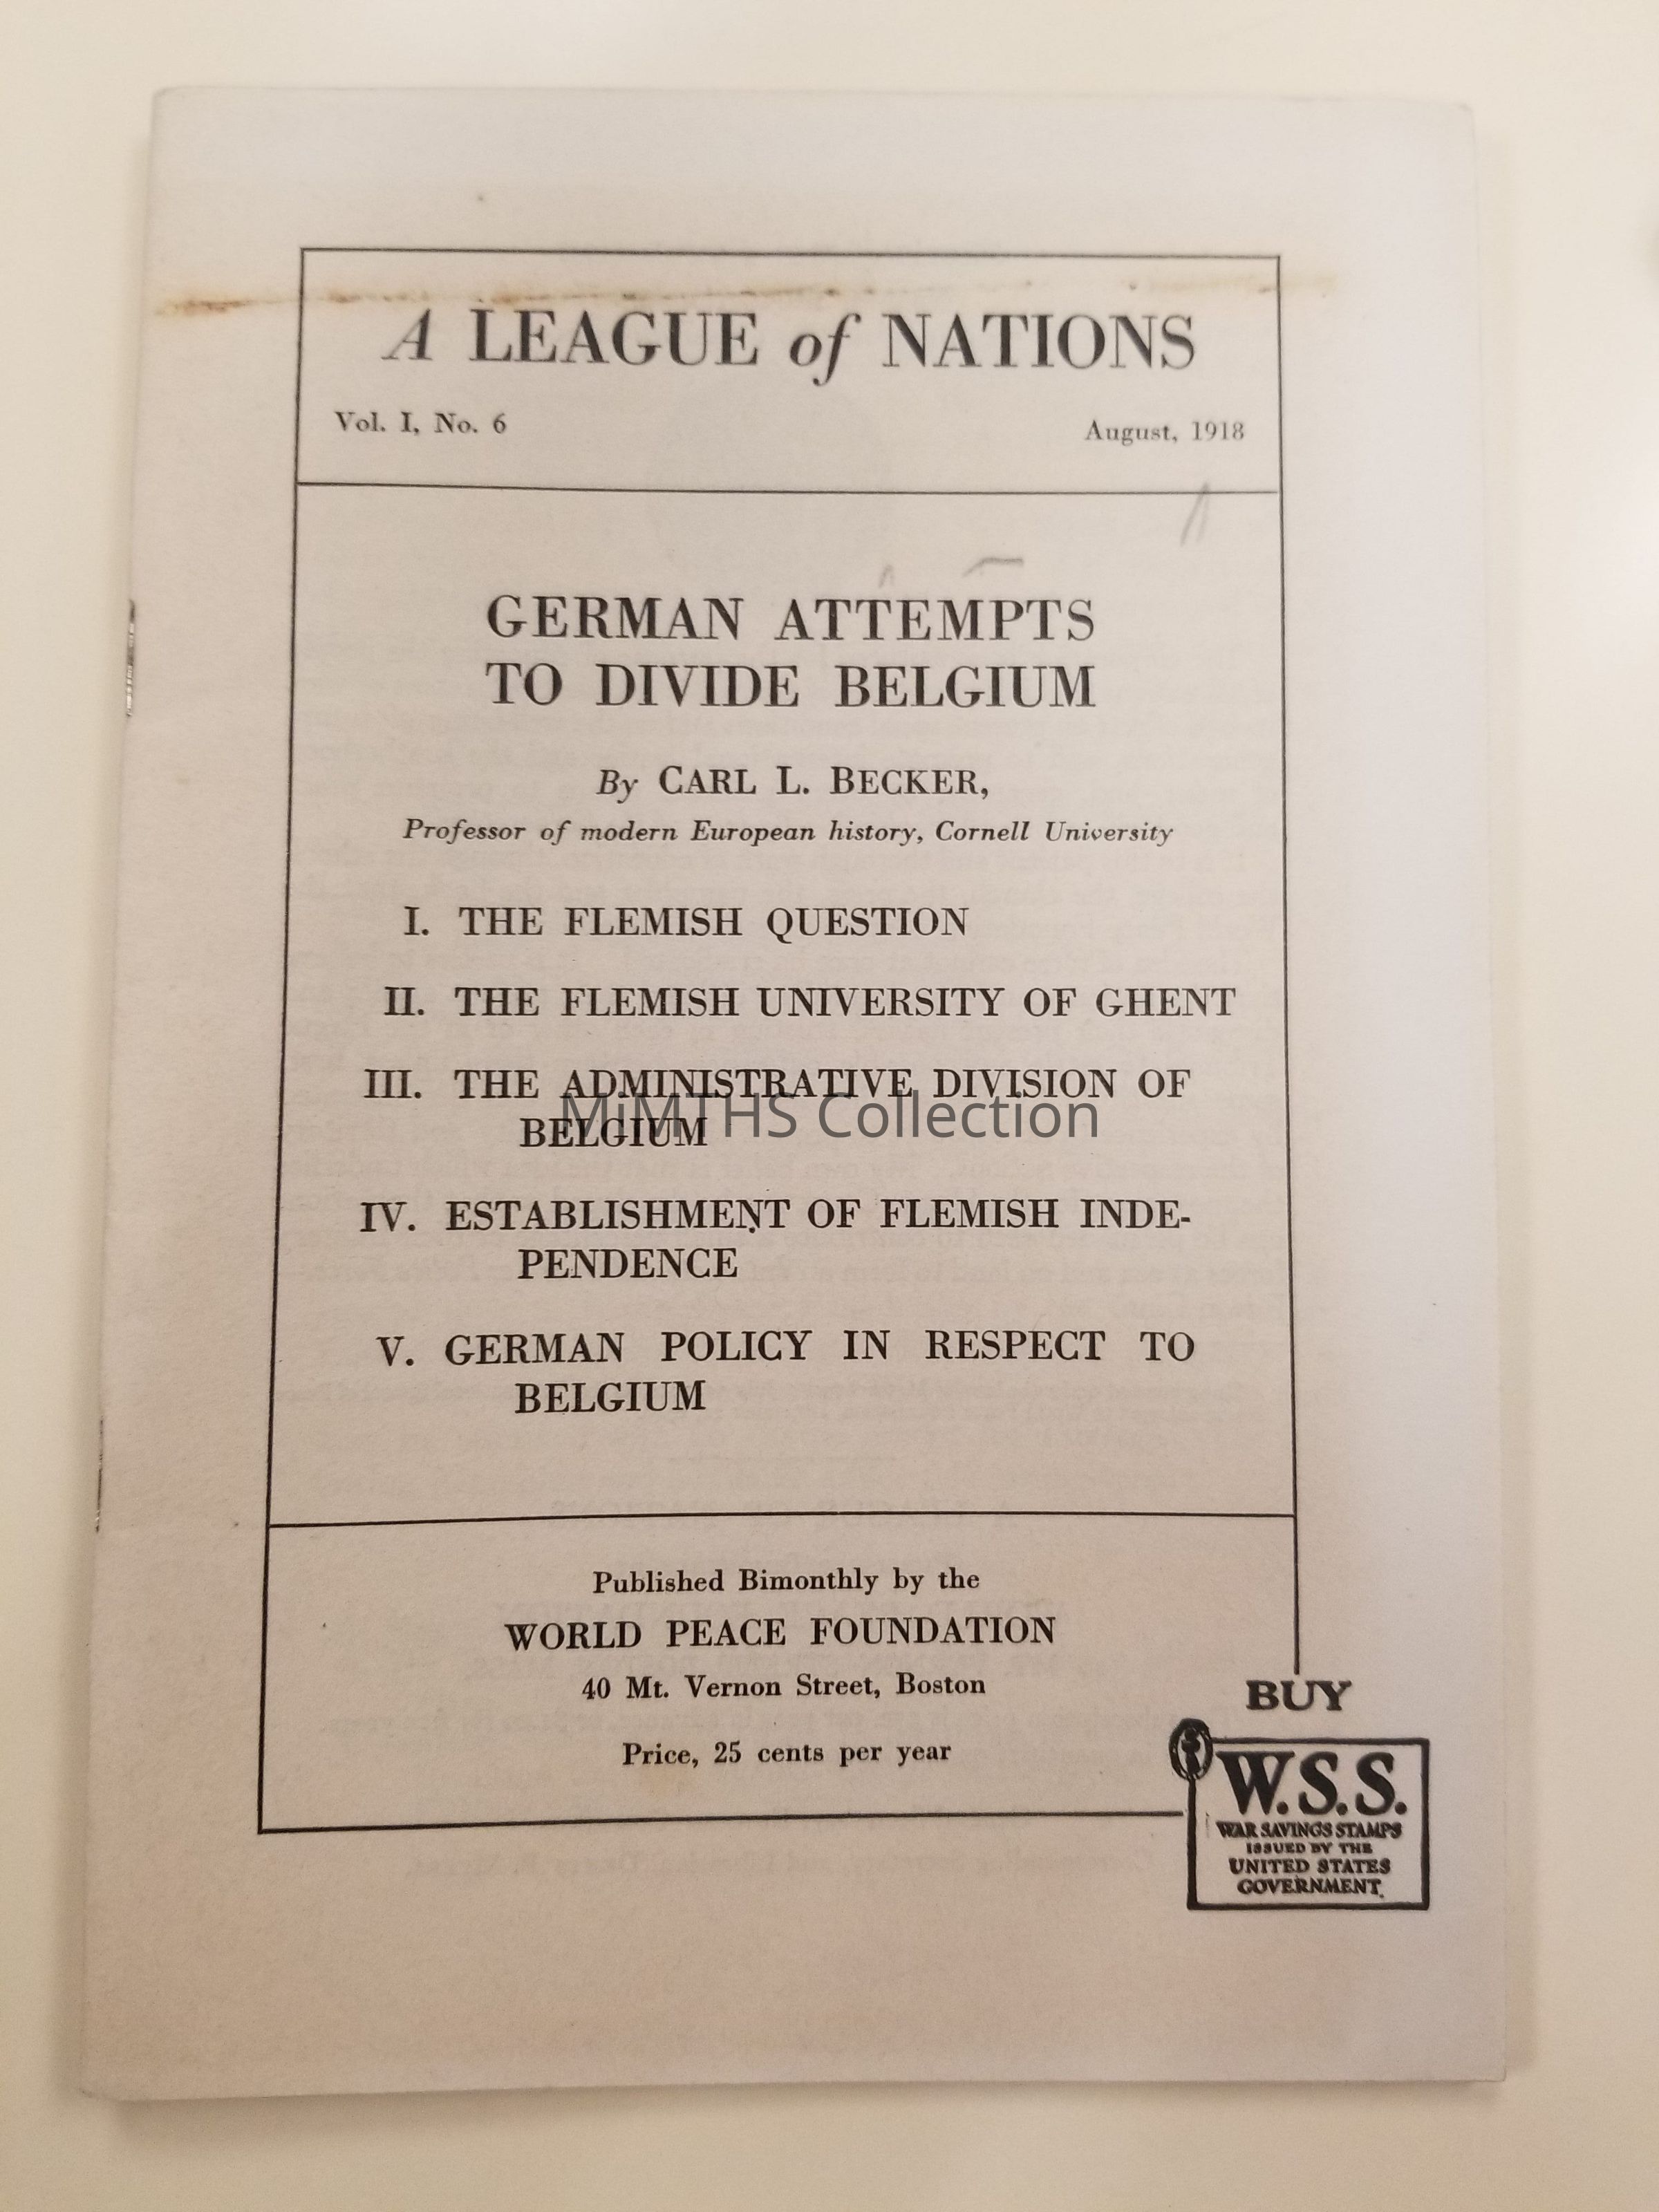 A LEAGUE of NATIONS
Vol. I, No. 6 August, 1918
GERMAN ATTEMPTS
TO DIVIDE BELGIUM
By CARL L. BECKER,
Professor of modern European history, Cornell University
I. THE FLEMISH QUESTION
II. THE FLEMISH UNIVERSITY OF GHENT
III. THE ADMINISTRATIVE DIVISION OF
MiMTHS Collection
BELGIUM
IV. ESTABLISHMENT OF FLEMISH INDE-
PENDENCE
V. GERMAN POLICY IN RESPECT TO
BELGIUM
Published Bimonthly by the
WORLD PEACE FOUNDATION
40 Mt. Vernon Street, Boston
Price, 25 cents per year
BUY
W.S.S.
WAR SAVINGS STAMPS
ISSUED BY THE
UNITED STATES
GOVERNMENT